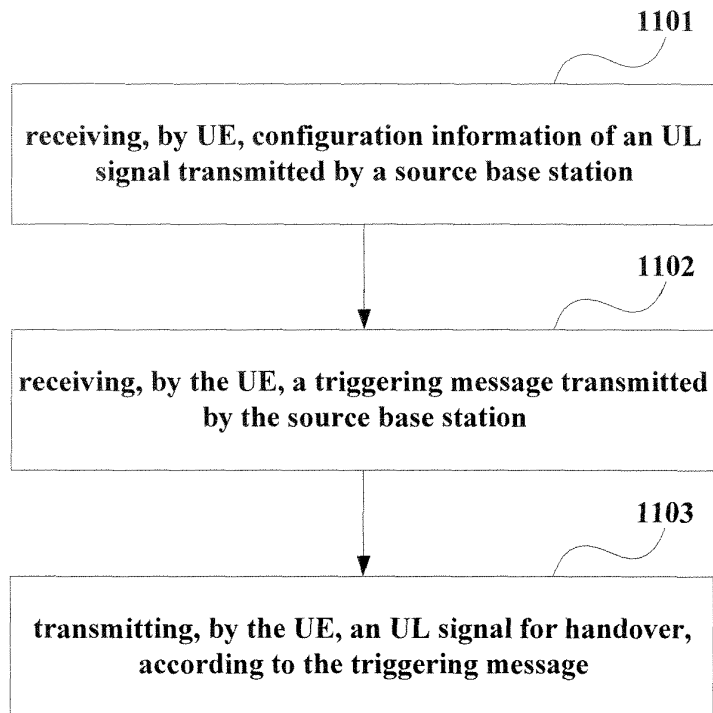 1101
receiving, by UE, configuration information of an UL
signal transmitted by a source base station
1102
receiving, by the UE, a triggering message transmitted
by the source base station
1103
transmitting, by the UE, an UL signal for handover,
according to the triggering message